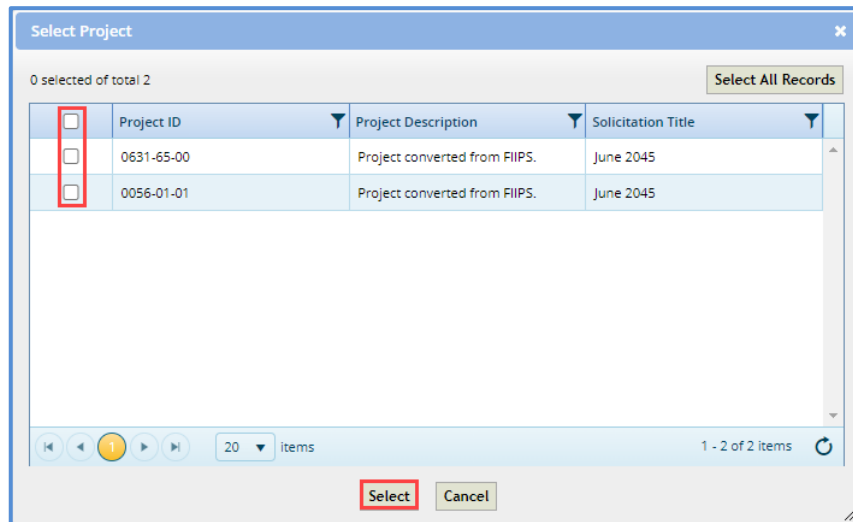 Select Project
0 selected of total 2
Select All Records
Project ID Project Description Solicitation Title
0631-65-00 Project converted from FIIPS. June 2045
0056-01-01 Project converted from FIIPS. June 2045
1 20 items 1 - 2 of 2 items
Select Cancel